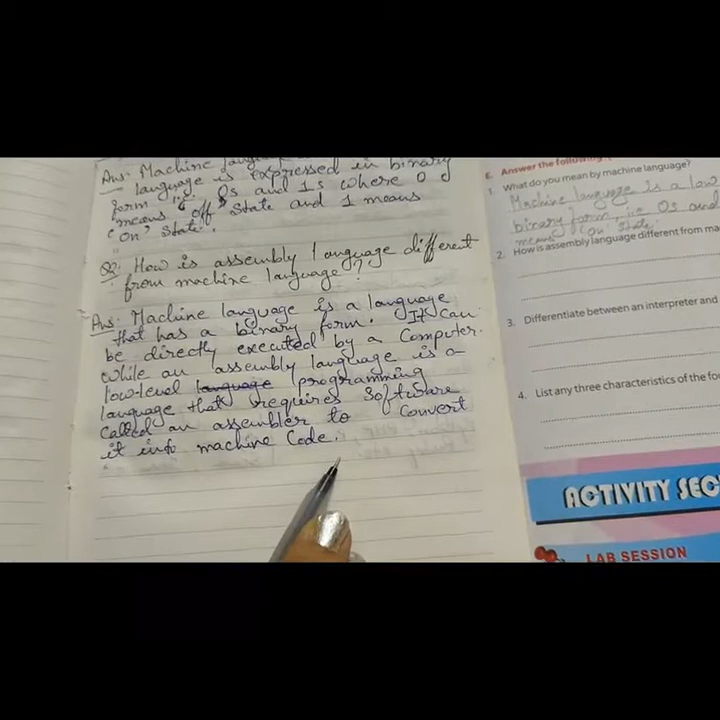 Ans: Machine
language is expressed in binary
form i.e. 0s and 1s where 0
means "off" State and 1 means
"On" State.
Q2: How is assembly language different
from machine language?
Ans: Machine language is a language
that has a binary form. It can
be directly executed by a Computer.
While an assembly language is a
low-level language programming
language that requires software
Called an assembler to Convert
it into machine Code.
E. Answer the following
1. What do you mean by machine language?
Machine language is a low
binary form, i.e. 0s and
means 'On' state.
2. How is assembly language different from ma
3. Differentiate between an interpreter and
4. List any three characteristics of the fo
ACTIVITY SEC
LAB SESSION